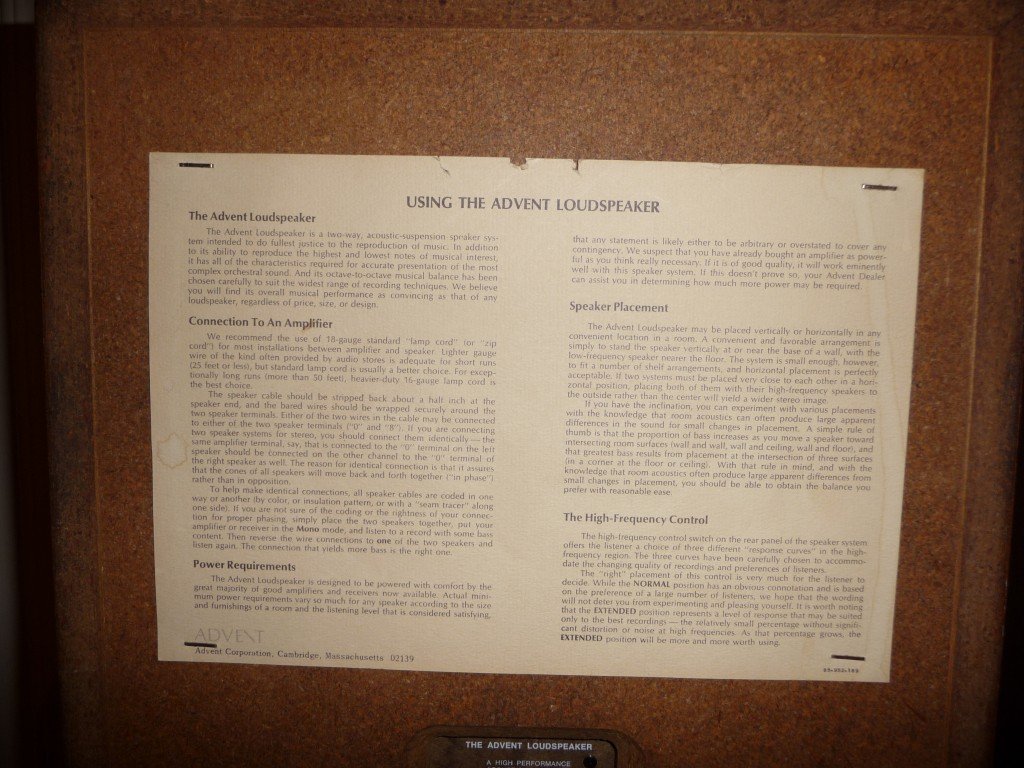 USING THE ADVENT LOUDSPEAKER
The Advent Loudspeaker
The Advent Loudspeaker is a two-way, acoustic-suspension speaker sys-
tem intended to do fullest justice to the reproduction of music. In addition
to its ability to reproduce the highest and lowest notes of musical interest,
it has all of the characteristics required for accurate presentation of the most
complex orchestral sound. And its octave-to-octave musical balance has been
chosen carefully to suit the widest range of recording techniques. We believe
you will find its overall musical performance as convincing as that of any
loudspeaker, regardless of price, size, or design.
Connection To An Amplifier
We recommend the use of 18-gauge standard "lamp cord" (or "zip
cord") for most installations between amplifier and speaker. Lighter gauge
wire of the kind often provided by audio stores is adequate for short runs
(25 feet or less), but standard lamp cord is usually a better choice. For excep-
tionally long runs (more than 50 feet), heavier-duty 16-gauge lamp cord is
the best choice.
The speaker cable should be stripped back about a half inch at the
speaker end, and the bared wires should be wrapped securely around the
two speaker terminals. Either of the two wires in the cable may be connected
to either of the two speaker terminals ("0" and "8"). If you are connecting
two speaker systems for stereo, you should connect them identically — the
same amplifier terminal, say, that is connected to the "0" terminal on the left
speaker should be connected on the other channel to the "0" terminal of
the right speaker as well. The reason for identical connection is that it assures
that the cones of all speakers will move back and forth together ("in phase")
rather than in opposition.
To help make identical connections, all speaker cables are coded in one
way or another (by color, or insulation pattern, or with a "seam tracer" along
one side). If you are not sure of the coding or the rightness of your connec-
tion for proper phasing, simply place the two speakers together, put your
amplifier or receiver in the Mono mode, and listen to a record with some bass
content. Then reverse the wire connections to one of the two speakers and
listen again. The connection that yields more bass is the right one.
Power Requirements
The Advent Loudspeaker is designed to be powered with comfort by the
great majority of good amplifiers and receivers now available. Actual mini-
mum power requirements vary so much for any speaker according to the size
and furnishings of a room and the listening level that is considered satisfying,
ADVENT
Advent Corporation, Cambridge, Massachusetts 02139
that any statement is likely either to be arbitrary or overstated to cover any
contingency. We suspect that you have already bought an amplifier as power-
ful as you think really necessary. If it is of good quality, it will work eminently
well with this speaker system. If this doesn't prove so, your Advent Dealer
can assist you in determining how much more power may be required.
Speaker Placement
The Advent Loudspeaker may be placed vertically or horizontally in any
convenient location in a room. A convenient and favorable arrangement is
simply to stand the speaker vertically at or near the base of a wall, with the
low-frequency speaker nearer the floor. The system is small enough, however,
to fit a number of shelf arrangements, and horizontal placement is perfectly
acceptable. If two systems must be placed very close to each other in a hori-
zontal position, placing both of them with their high-frequency speakers to
the outside rather than the center will yield a wider stereo image.
If you have the inclination, you can experiment with various placements
with the knowledge that room acoustics can often produce large apparent
differences in the sound for small changes in placement. A simple rule of
thumb is that the proportion of bass increases as you move a speaker toward
intersecting room surfaces (wall and wall, wall and ceiling, wall and floor), and
that greatest bass results from placement at the intersection of three surfaces
(in a corner at the floor or ceiling). With that rule in mind, and with the
knowledge that room acoustics often produce large apparent differences from
small changes in placement, you should be able to obtain the balance you
prefer with reasonable ease.
The High-Frequency Control
The high-frequency control switch on the rear panel of the speaker system
offers the listener a choice of three different "response curves" in the high-
frequency region. The three curves have been carefully chosen to accommo-
date the changing quality of recordings and preferences of listeners.
The "right" placement of this control is very much for the listener to
decide. While the NORMAL position has an obvious connotation and is based
on the preference of a large number of listeners, we hope that the wording
will not deter you from experimenting and pleasing yourself. It is worth noting
that the EXTENDED position represents a level of response that may be suited
only to the best recordings — the relatively small percentage without signifi-
cant distortion or noise at high frequencies. As that percentage grows, the
EXTENDED position will be more and more worth using.
THE ADVENT LOUDSPEAKER
A HIGH PERFORMANCE